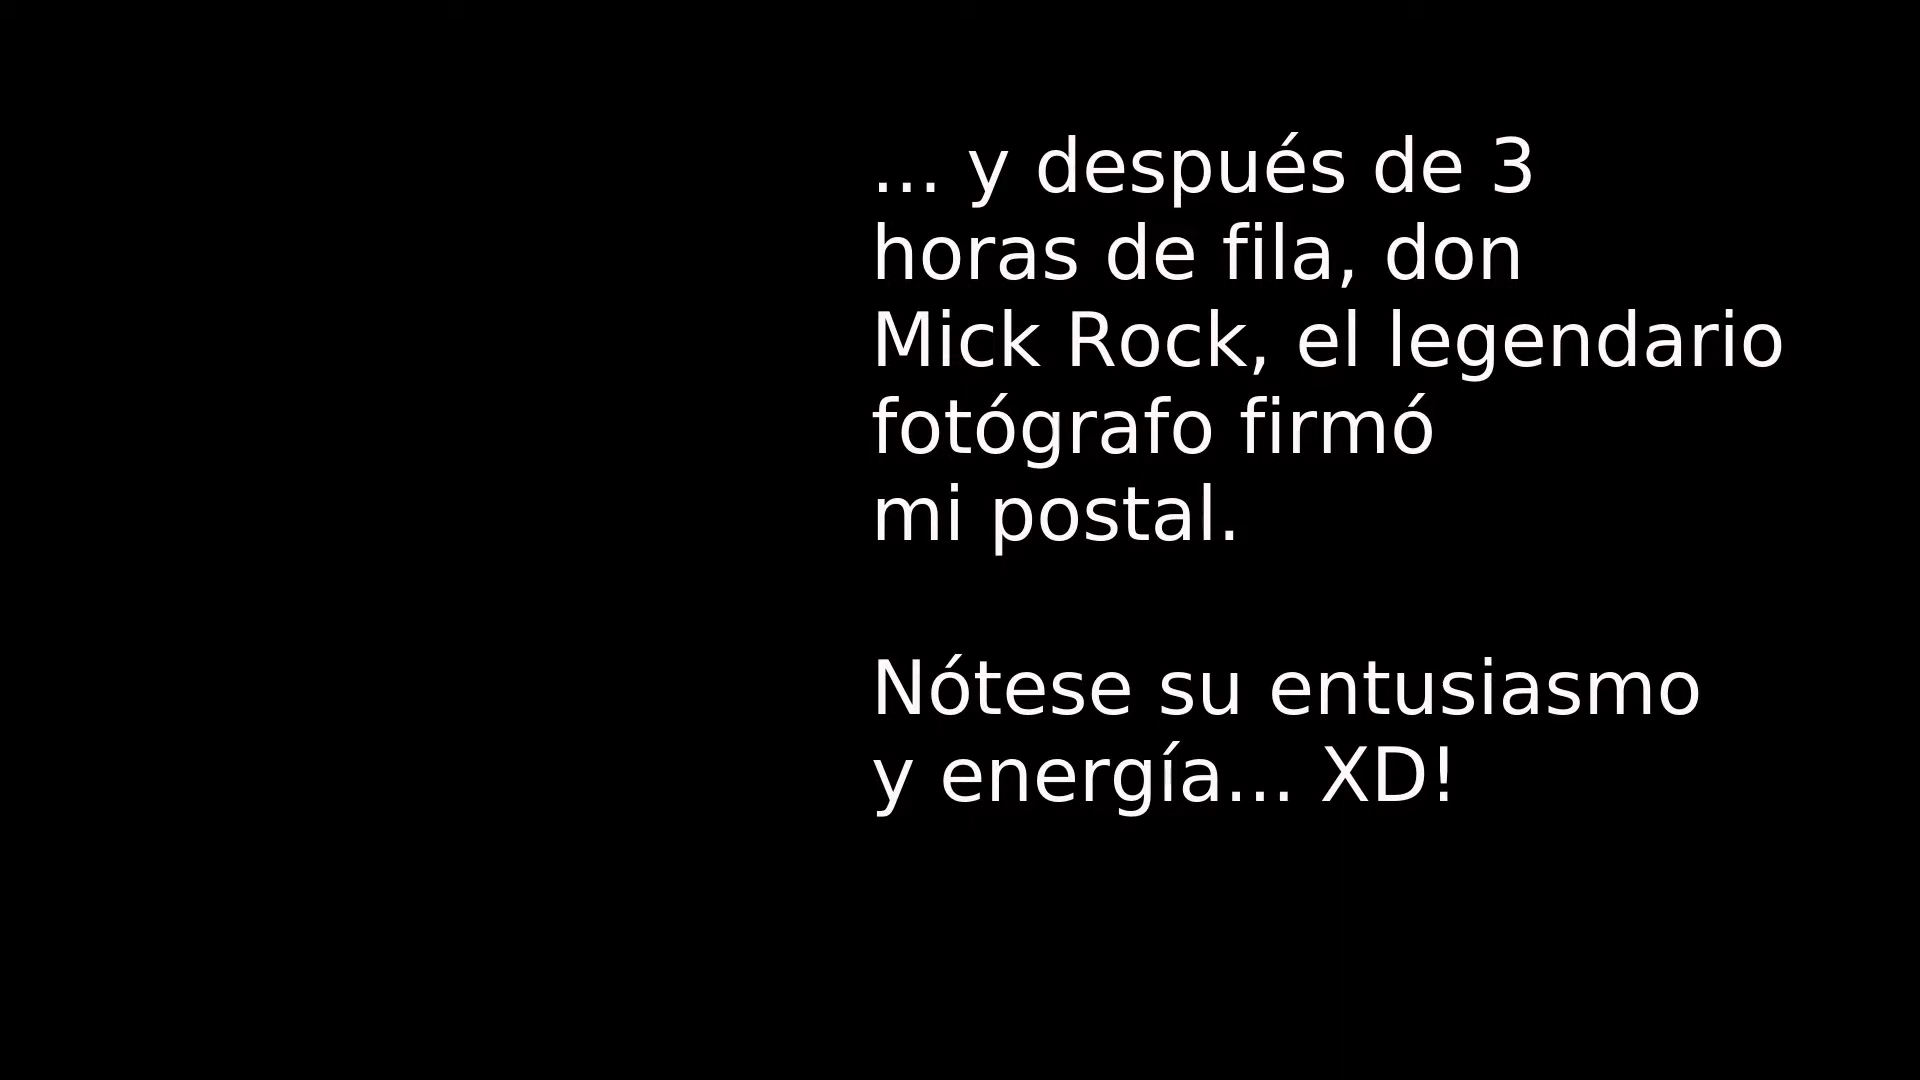 ... y después de 3
horas de fila, don
Mick Rock, el legendario
fotógrafo firmó
mi postal.
Nótese su entusiasmo
y energía... XD!